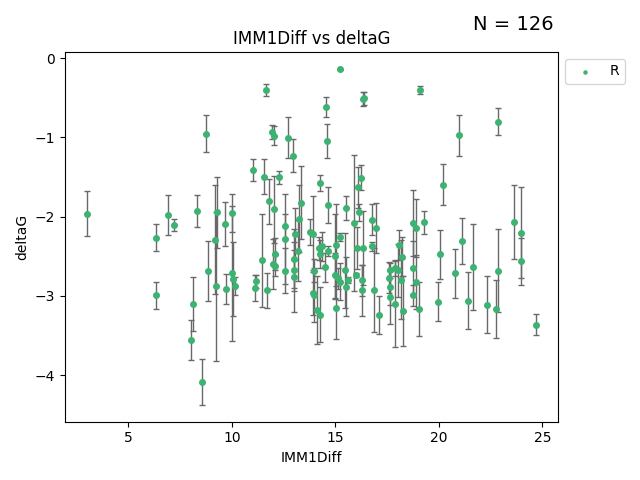 N = 126
IMM1Diff vs deltaG
R
0
−1
−2
−3
−4
deltaG
5 10 15 20 25
IMM1Diff